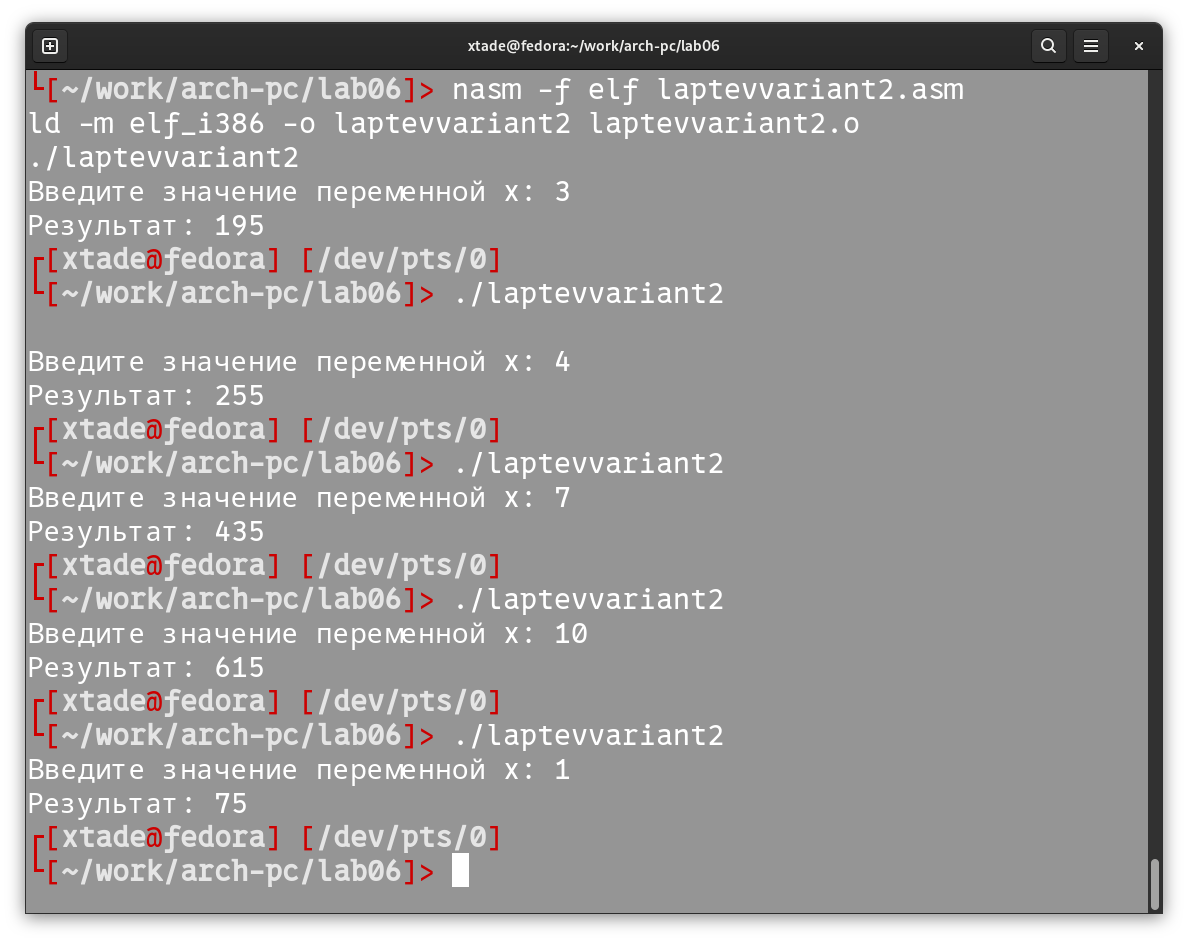 xtade@fedora:~/work/arch-pc/lab06
└[~/work/arch-pc/lab06]> nasm -f elf laptevvariant2.asm
ld -m elf_i386 -o laptevvariant2 laptevvariant2.o
./laptevvariant2
Введите значение переменной x: 3
Результат: 195
┌[xtade@fedora] [/dev/pts/0]
└[~/work/arch-pc/lab06]> ./laptevvariant2
Введите значение переменной x: 4
Результат: 255
┌[xtade@fedora] [/dev/pts/0]
└[~/work/arch-pc/lab06]> ./laptevvariant2
Введите значение переменной x: 7
Результат: 435
┌[xtade@fedora] [/dev/pts/0]
└[~/work/arch-pc/lab06]> ./laptevvariant2
Введите значение переменной x: 10
Результат: 615
┌[xtade@fedora] [/dev/pts/0]
└[~/work/arch-pc/lab06]> ./laptevvariant2
Введите значение переменной x: 1
Результат: 75
┌[xtade@fedora] [/dev/pts/0]
└[~/work/arch-pc/lab06]>